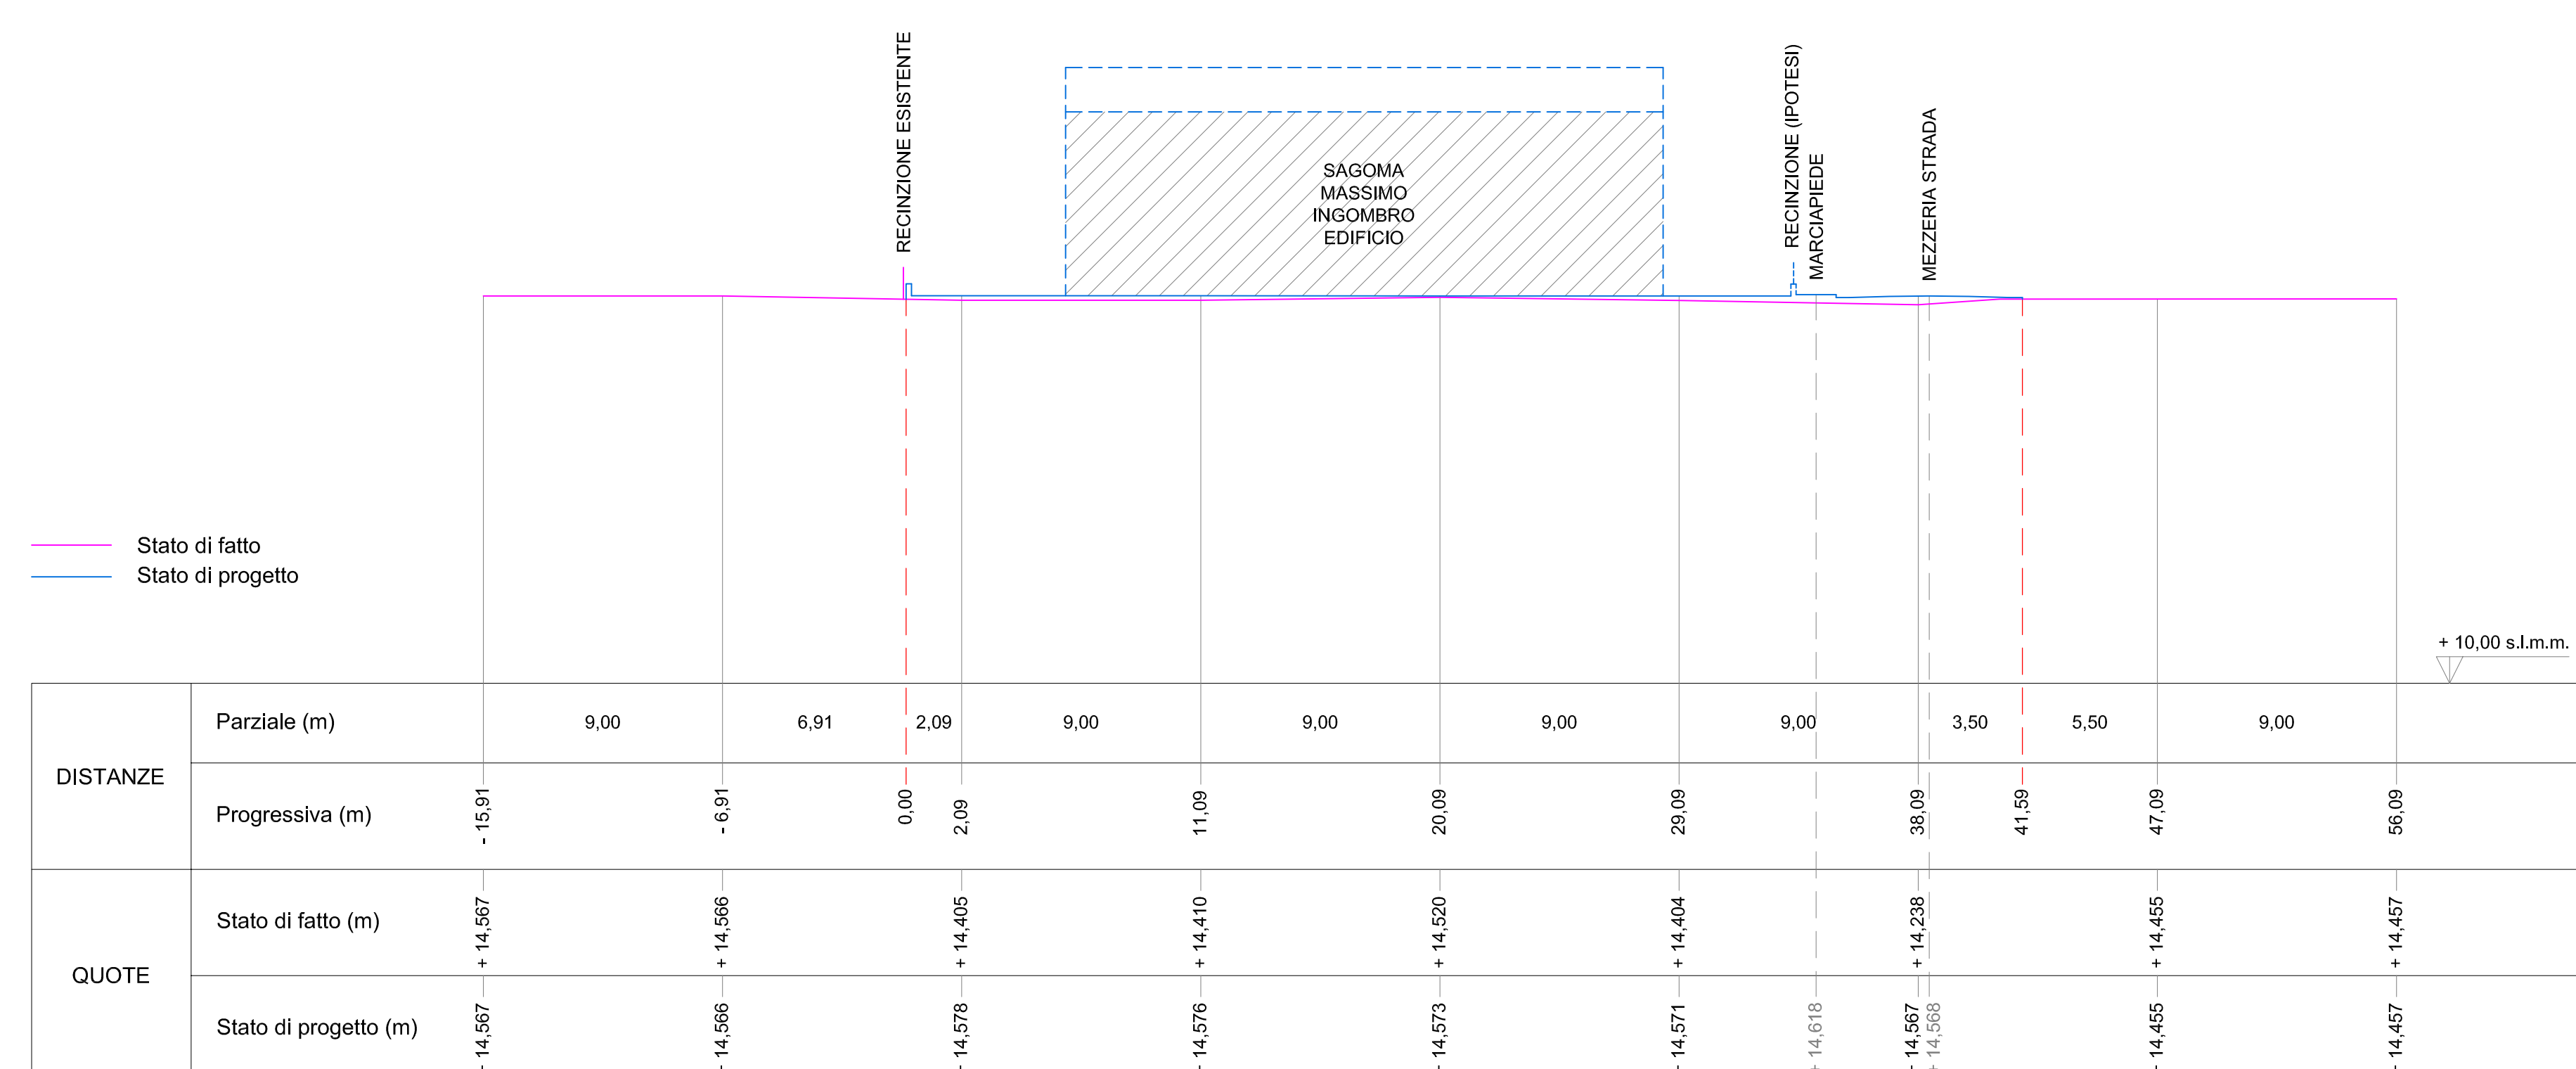 RECINZIONE ESISTENTE
RECINZIONE (IPOTESI)
MARCIAPIEDE
MEZZERIA STRADA
SAGOMA
MASSIMO
INGOMBRO
EDIFICIO
Stato di fatto
Stato di progetto
+ 10,00 s.l.m.m.
DISTANZE
Parziale (m) 9,00 6,91 2,09 9,00 9,00 9,00 9,00 3,50 5,50 9,00
Progressiva (m) - 15,91 - 6,91 0,00 2,09 11,09 20,09 29,09 38,09 41,59 47,09 56,09
QUOTE
Stato di fatto (m) + 14,567 + 14,566 + 14,405 + 14,410 + 14,520 + 14,404 + 14,238 + 14,455 + 14,457
Stato di progetto (m) 14,567 14,566 14,578 14,576 14,573 14,571 + 14,618 14,567 + 14,568 14,455 14,457